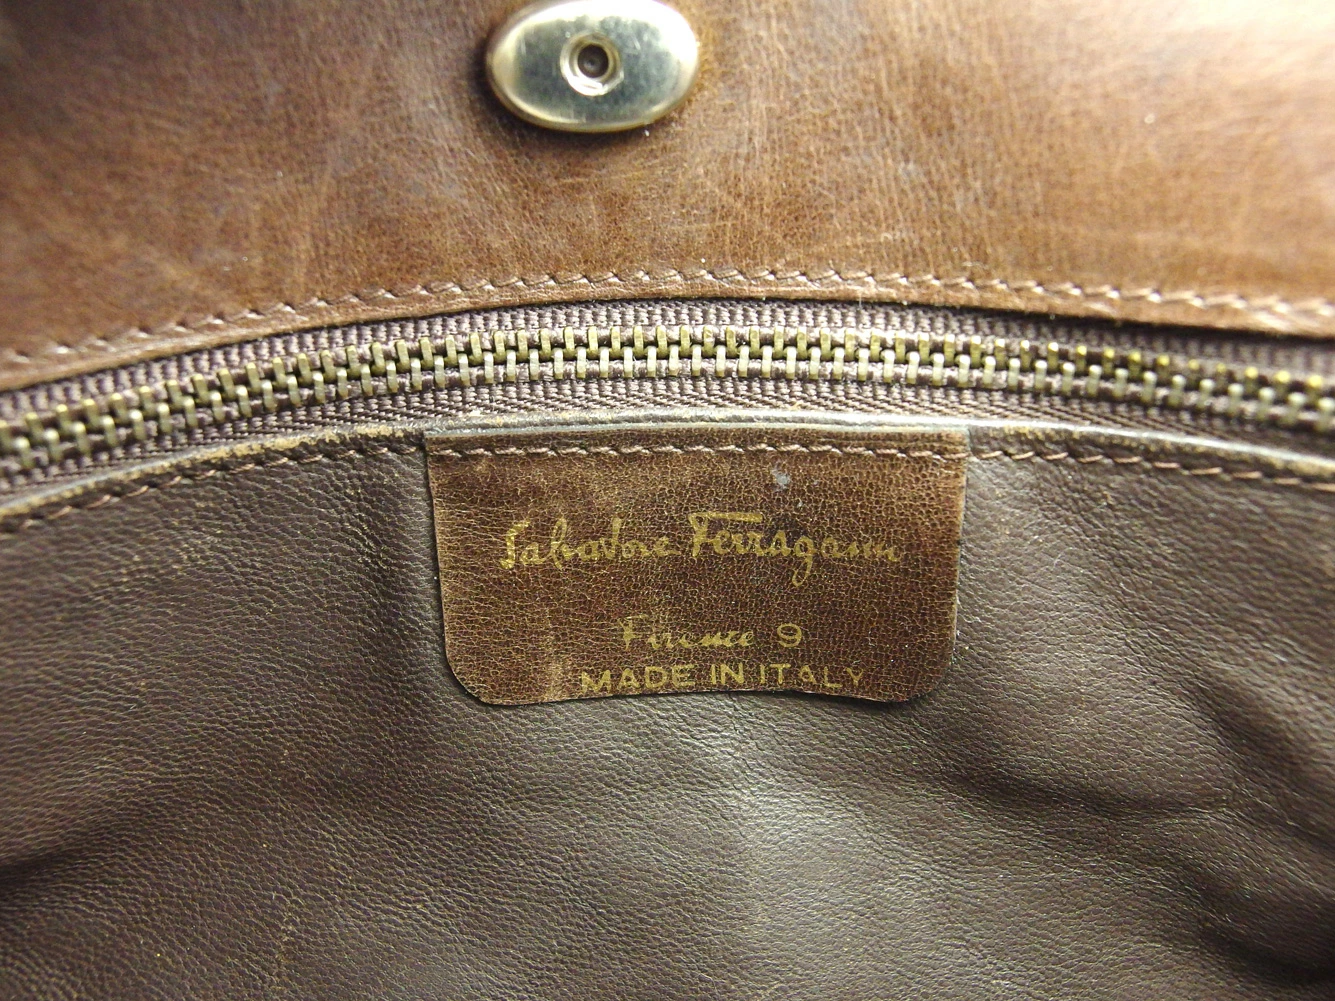 Salvatore Ferragamo
Firenze 9
MADE IN ITALY